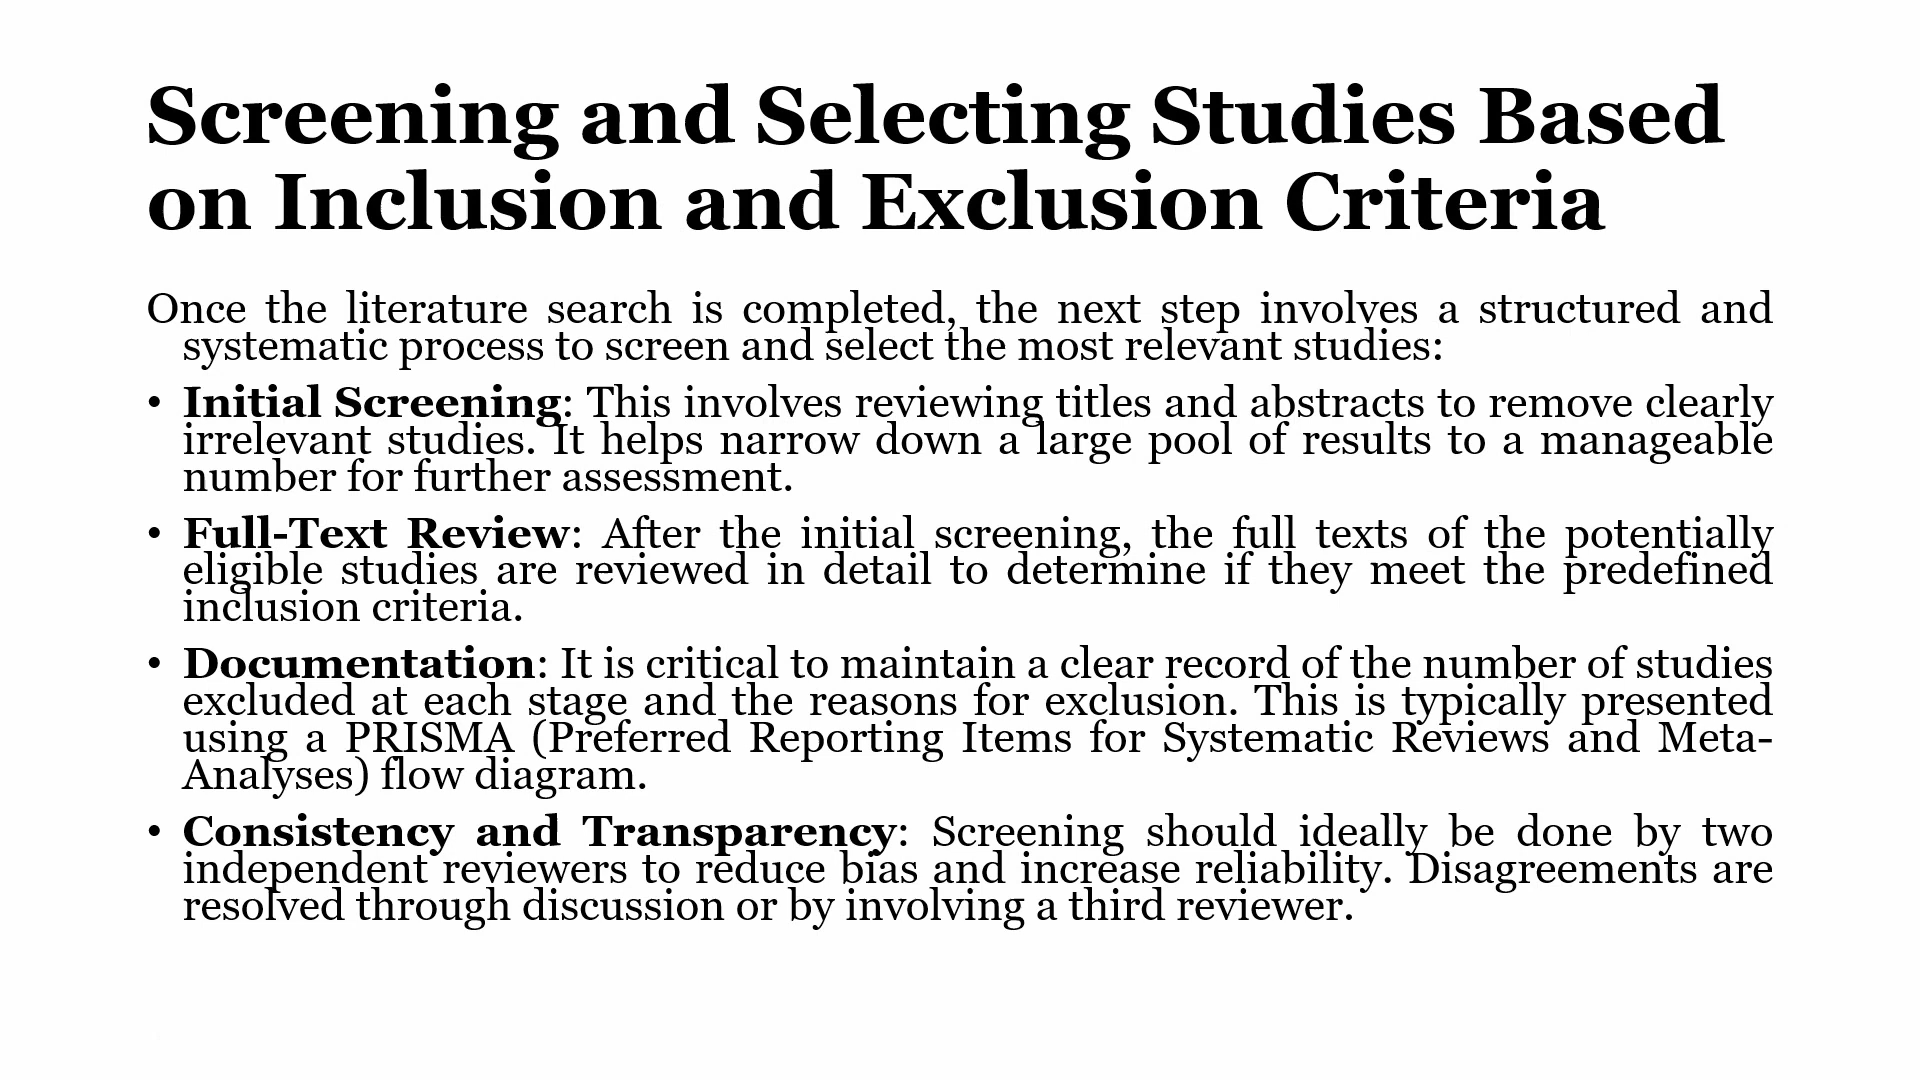 Screening and Selecting Studies Based
on Inclusion and Exclusion Criteria
Once the literature search is completed, the next step involves a structured and
systematic process to screen and select the most relevant studies:
• Initial Screening: This involves reviewing titles and abstracts to remove clearly
irrelevant studies. It helps narrow down a large pool of results to a manageable
number for further assessment.
• Full-Text Review: After the initial screening, the full texts of the potentially
eligible studies are reviewed in detail to determine if they meet the predefined
inclusion criteria.
• Documentation: It is critical to maintain a clear record of the number of studies
excluded at each stage and the reasons for exclusion. This is typically presented
using a PRISMA (Preferred Reporting Items for Systematic Reviews and Meta-
Analyses) flow diagram.
• Consistency and Transparency: Screening should ideally be done by two
independent reviewers to reduce bias and increase reliability. Disagreements are
resolved through discussion or by involving a third reviewer.